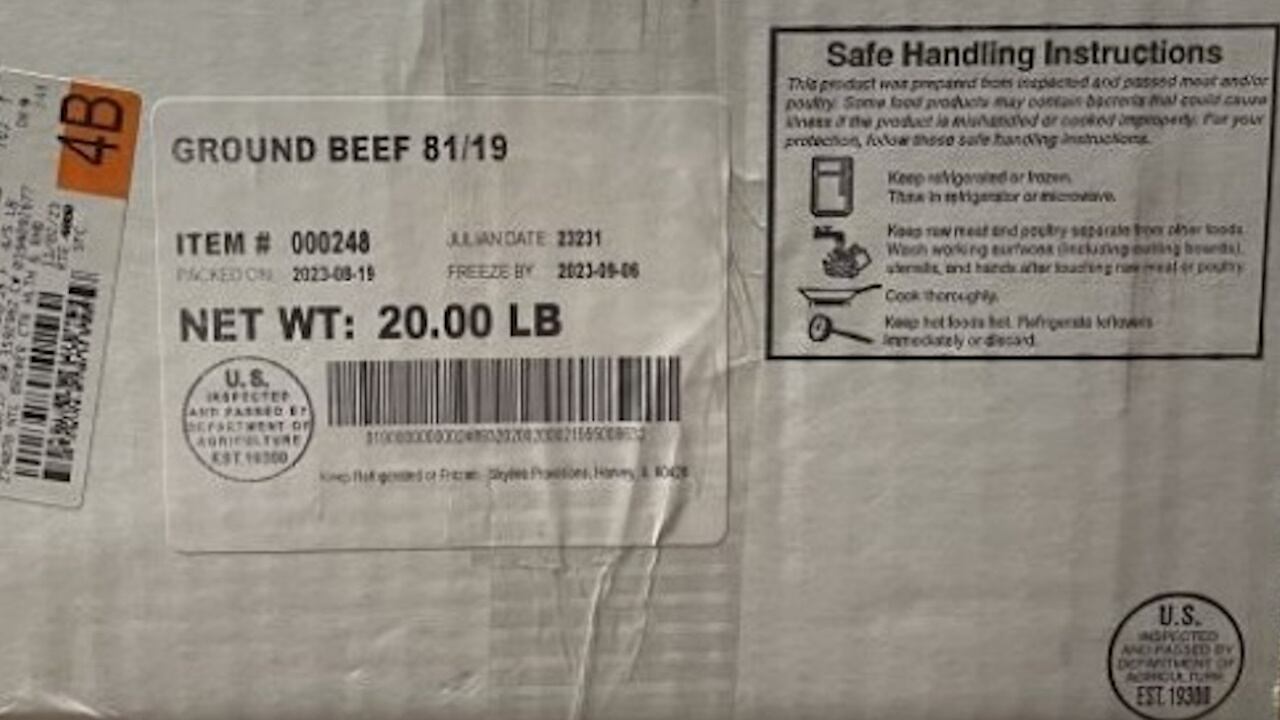 4B
GROUND BEEF 81/19
ITEM # 000248
JULIAN DATE 23231
PACKED ON: 2023-08-19
FREEZE BY 2023-09-06
NET WT: 20.00 LB
U.S.
INSPECTED
AND PASSED BY
DEPARTMENT OF
AGRICULTURE
EST. 19300
Keep Refrigerated or Frozen. Skyline Provisions, Harvey, IL 60426
Safe Handling Instructions
This product was prepared from inspected and passed meat and/or
poultry. Some food products may contain bacteria that could cause
illness if the product is mishandled or cooked improperly. For your
protection, follow these safe handling instructions.
Keep refrigerated or frozen.
Thaw in refrigerator or microwave.
Keep raw meat and poultry separate from other foods.
Wash working surfaces (including cutting boards),
utensils, and hands after touching raw meat or poultry.
Cook thoroughly.
Keep hot foods hot. Refrigerate leftovers
immediately or discard.
U.S.
INSPECTED
AND PASSED BY
DEPARTMENT OF
AGRICULTURE
EST. 19300